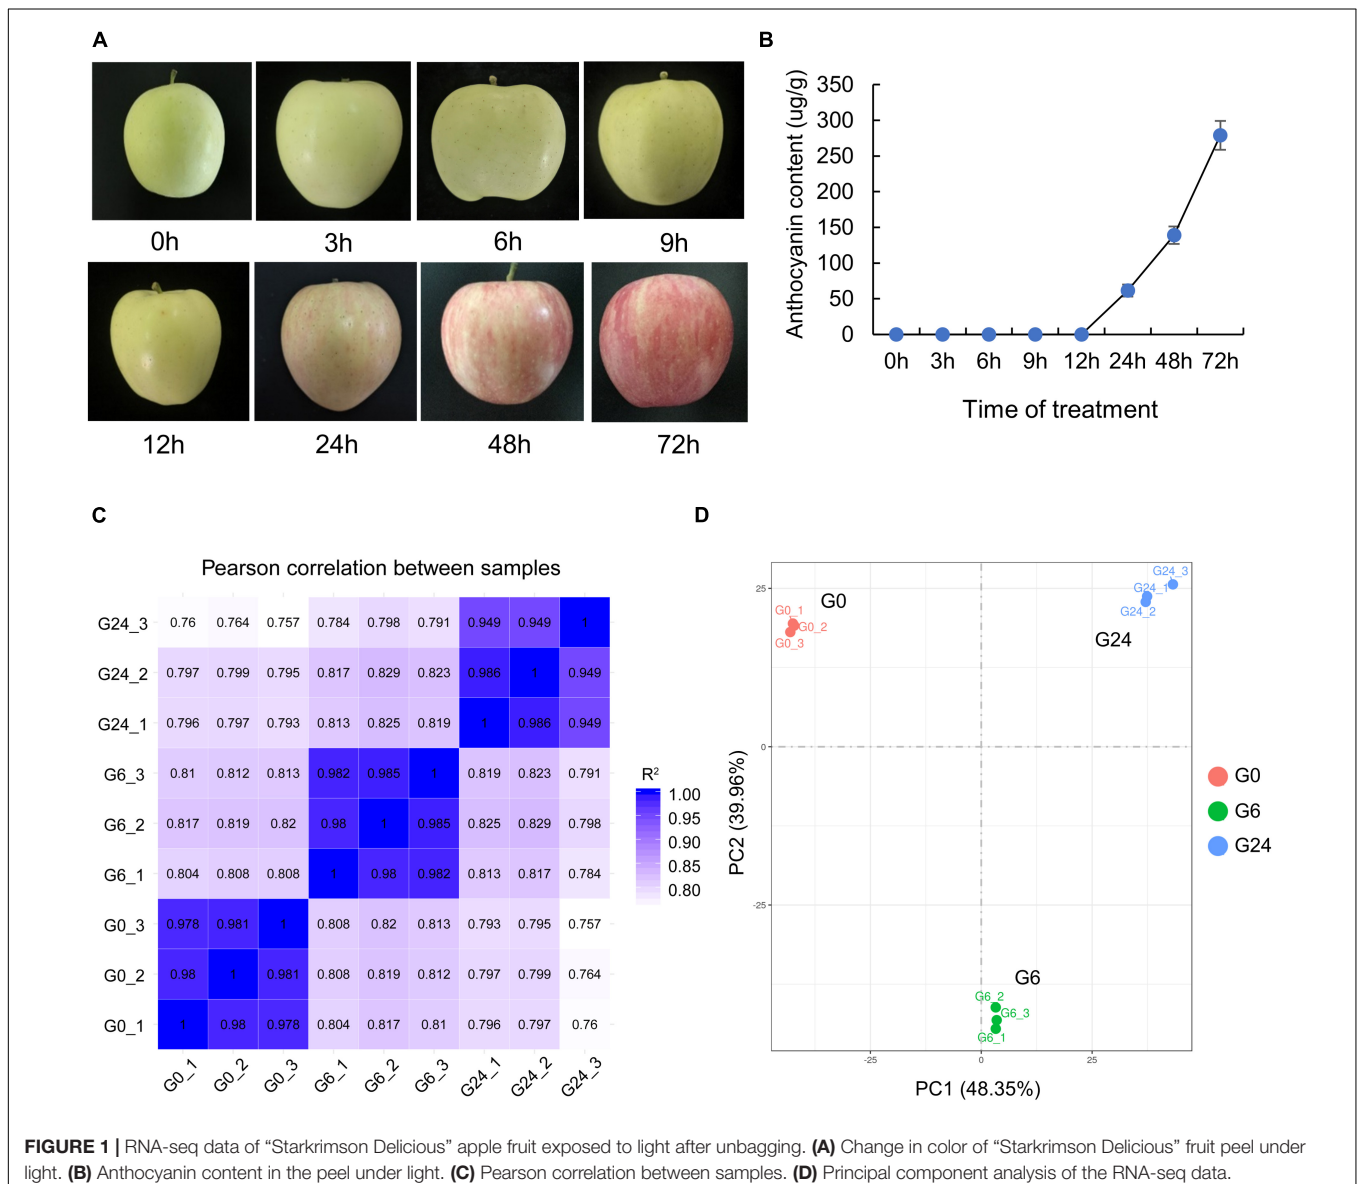 A
0h
3h
6h
9h
12h
24h
48h
72h
B
Anthocyanin content (ug/g)
350
300
250
200
150
100
50
0
0h 3h 6h 9h 12h 24h 48h 72h
Time of treatment
C
Pearson correlation between samples
G24_3 0.76 0.764 0.757 0.784 0.798 0.791 0.949 0.949 1
G24_2 0.797 0.799 0.795 0.817 0.829 0.823 0.986 1 0.949
G24_1 0.796 0.797 0.793 0.813 0.825 0.819 1 0.986 0.949
G6_3 0.81 0.812 0.813 0.982 0.985 1 0.819 0.823 0.791
G6_2 0.817 0.819 0.82 0.98 1 0.985 0.825 0.829 0.798
G6_1 0.804 0.808 0.808 1 0.98 0.982 0.813 0.817 0.784
G0_3 0.978 0.981 1 0.808 0.82 0.813 0.793 0.795 0.757
G0_2 0.98 1 0.981 0.808 0.819 0.812 0.797 0.799 0.764
G0_1 1 0.98 0.978 0.804 0.817 0.81 0.796 0.797 0.76
G0_1 G0_2 G0_3 G6_1 G6_2 G6_3 G24_1 G24_2 G24_3
R²
1.00
0.95
0.90
0.85
0.80
D
PC2 (39.96%)
25
0
-25
G0_1
G0_2
G0_3
G0
G24_3
G24_1
G24_2
G24
G6
G6_2
G6_3
G6_1
-25 0 25
PC1 (48.35%)
G0
G6
G24
FIGURE 1 | RNA-seq data of “Starkrimson Delicious” apple fruit exposed to light after unbagging. (A) Change in color of “Starkrimson Delicious” fruit peel under
light. (B) Anthocyanin content in the peel under light. (C) Pearson correlation between samples. (D) Principal component analysis of the RNA-seq data.